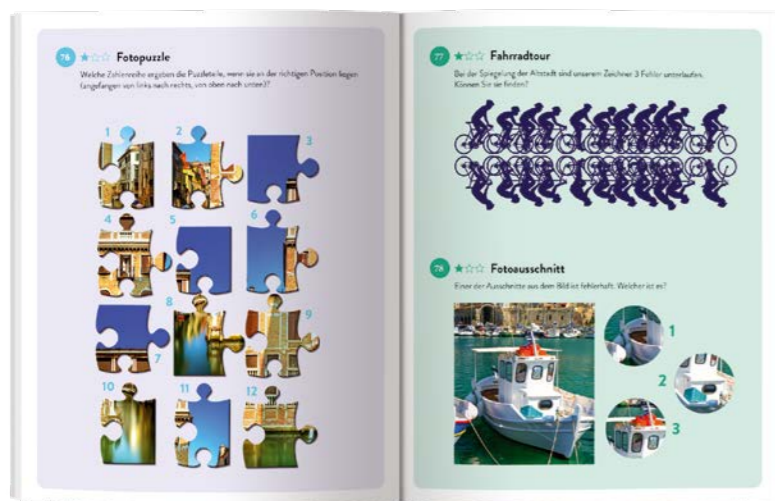 76 Fotopuzzle
Welche Zahlenreihe ergeben die Puzzleteile, wenn sie an der richtigen Position liegen
(angefangen von links nach rechts, von oben nach unten)?
1
2
3
4
5
6
7
8
9
10
11
12
77 Fahrradtour
Bei der Spiegelung der Altstadt sind unserem Zeichner 3 Fehler unterlaufen.
Können Sie sie finden?
78 Fotoausschnitt
Einer der Ausschnitte aus dem Bild ist fehlerhaft. Welcher ist es?
1
2
3